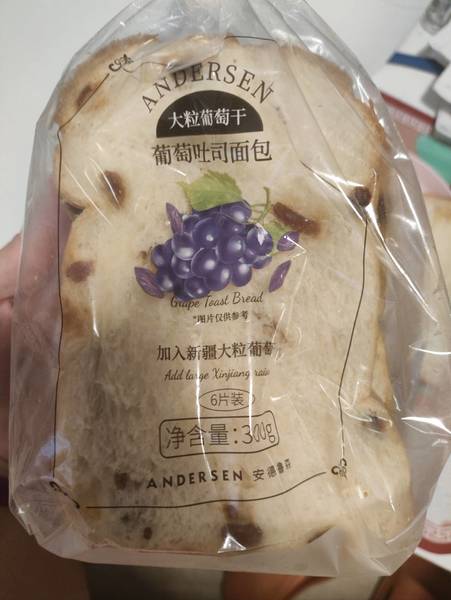 ANDERSEN
大粒葡萄干
葡萄吐司面包
Grape Toast Bread
*图片仅供参考
加入新疆大粒葡萄
Add large Xinjiang
6片装
净含量:300g
ANDERSEN 安德鲁森